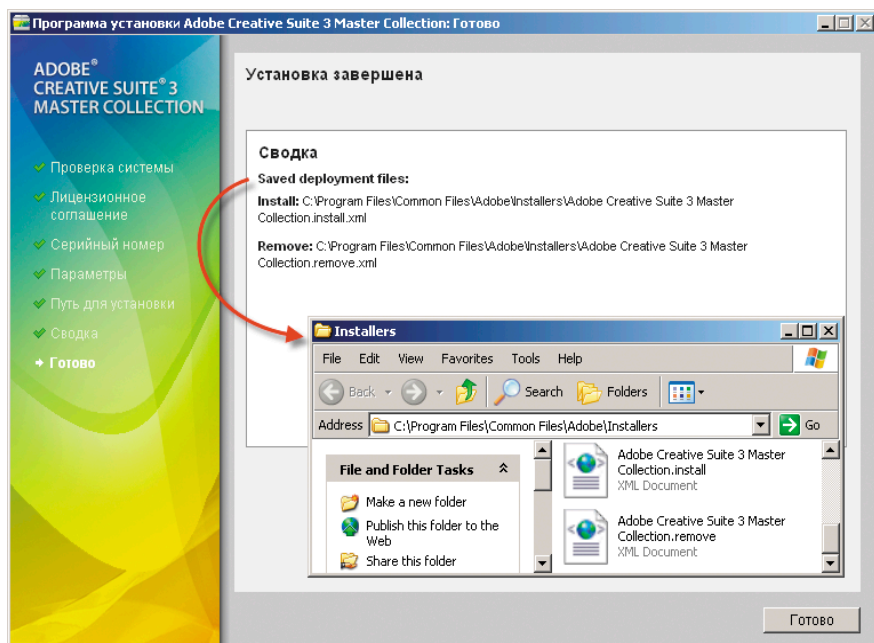 Программа установки Adobe Creative Suite 3 Master Collection: Готово
ADOBE®
CREATIVE SUITE® 3
MASTER COLLECTION
Проверка системы
Лицензионное
соглашение
Серийный номер
Параметры
Путь для установки
Сводка
Готово
Установка завершена
Сводка
Saved deployment files:
Install: C:\Program Files\Common Files\Adobe\Installers\Adobe Creative Suite 3 Master
Collection.install.xml
Remove: C:\Program Files\Common Files\Adobe\Installers\Adobe Creative Suite 3 Master
Collection.remove.xml
Installers
File Edit View Favorites Tools Help
Back Search Folders
Address C:\Program Files\Common Files\Adobe\Installers Go
File and Folder Tasks
Make a new folder
Publish this folder to the
Web
Share this folder
Adobe Creative Suite 3 Master
Collection.install
XML Document
Adobe Creative Suite 3 Master
Collection.remove
XML Document
Готово